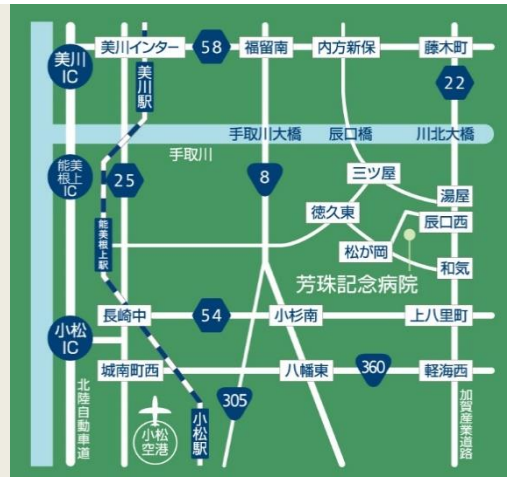 美川IC
美川インター
58
福留南
内方新保
藤木町
美川駅
22
手取川大橋
辰口橋
川北大橋
手取川
能美根上IC
25
8
三ツ屋
湯屋
徳久東
辰口西
能美根上駅
松が岡
和気
芳珠記念病院
小松IC
長崎中
54
小杉南
上八里町
城南町西
八幡東
360
軽海西
305
北陸自動車道
小松空港
小松駅
加賀産業道路